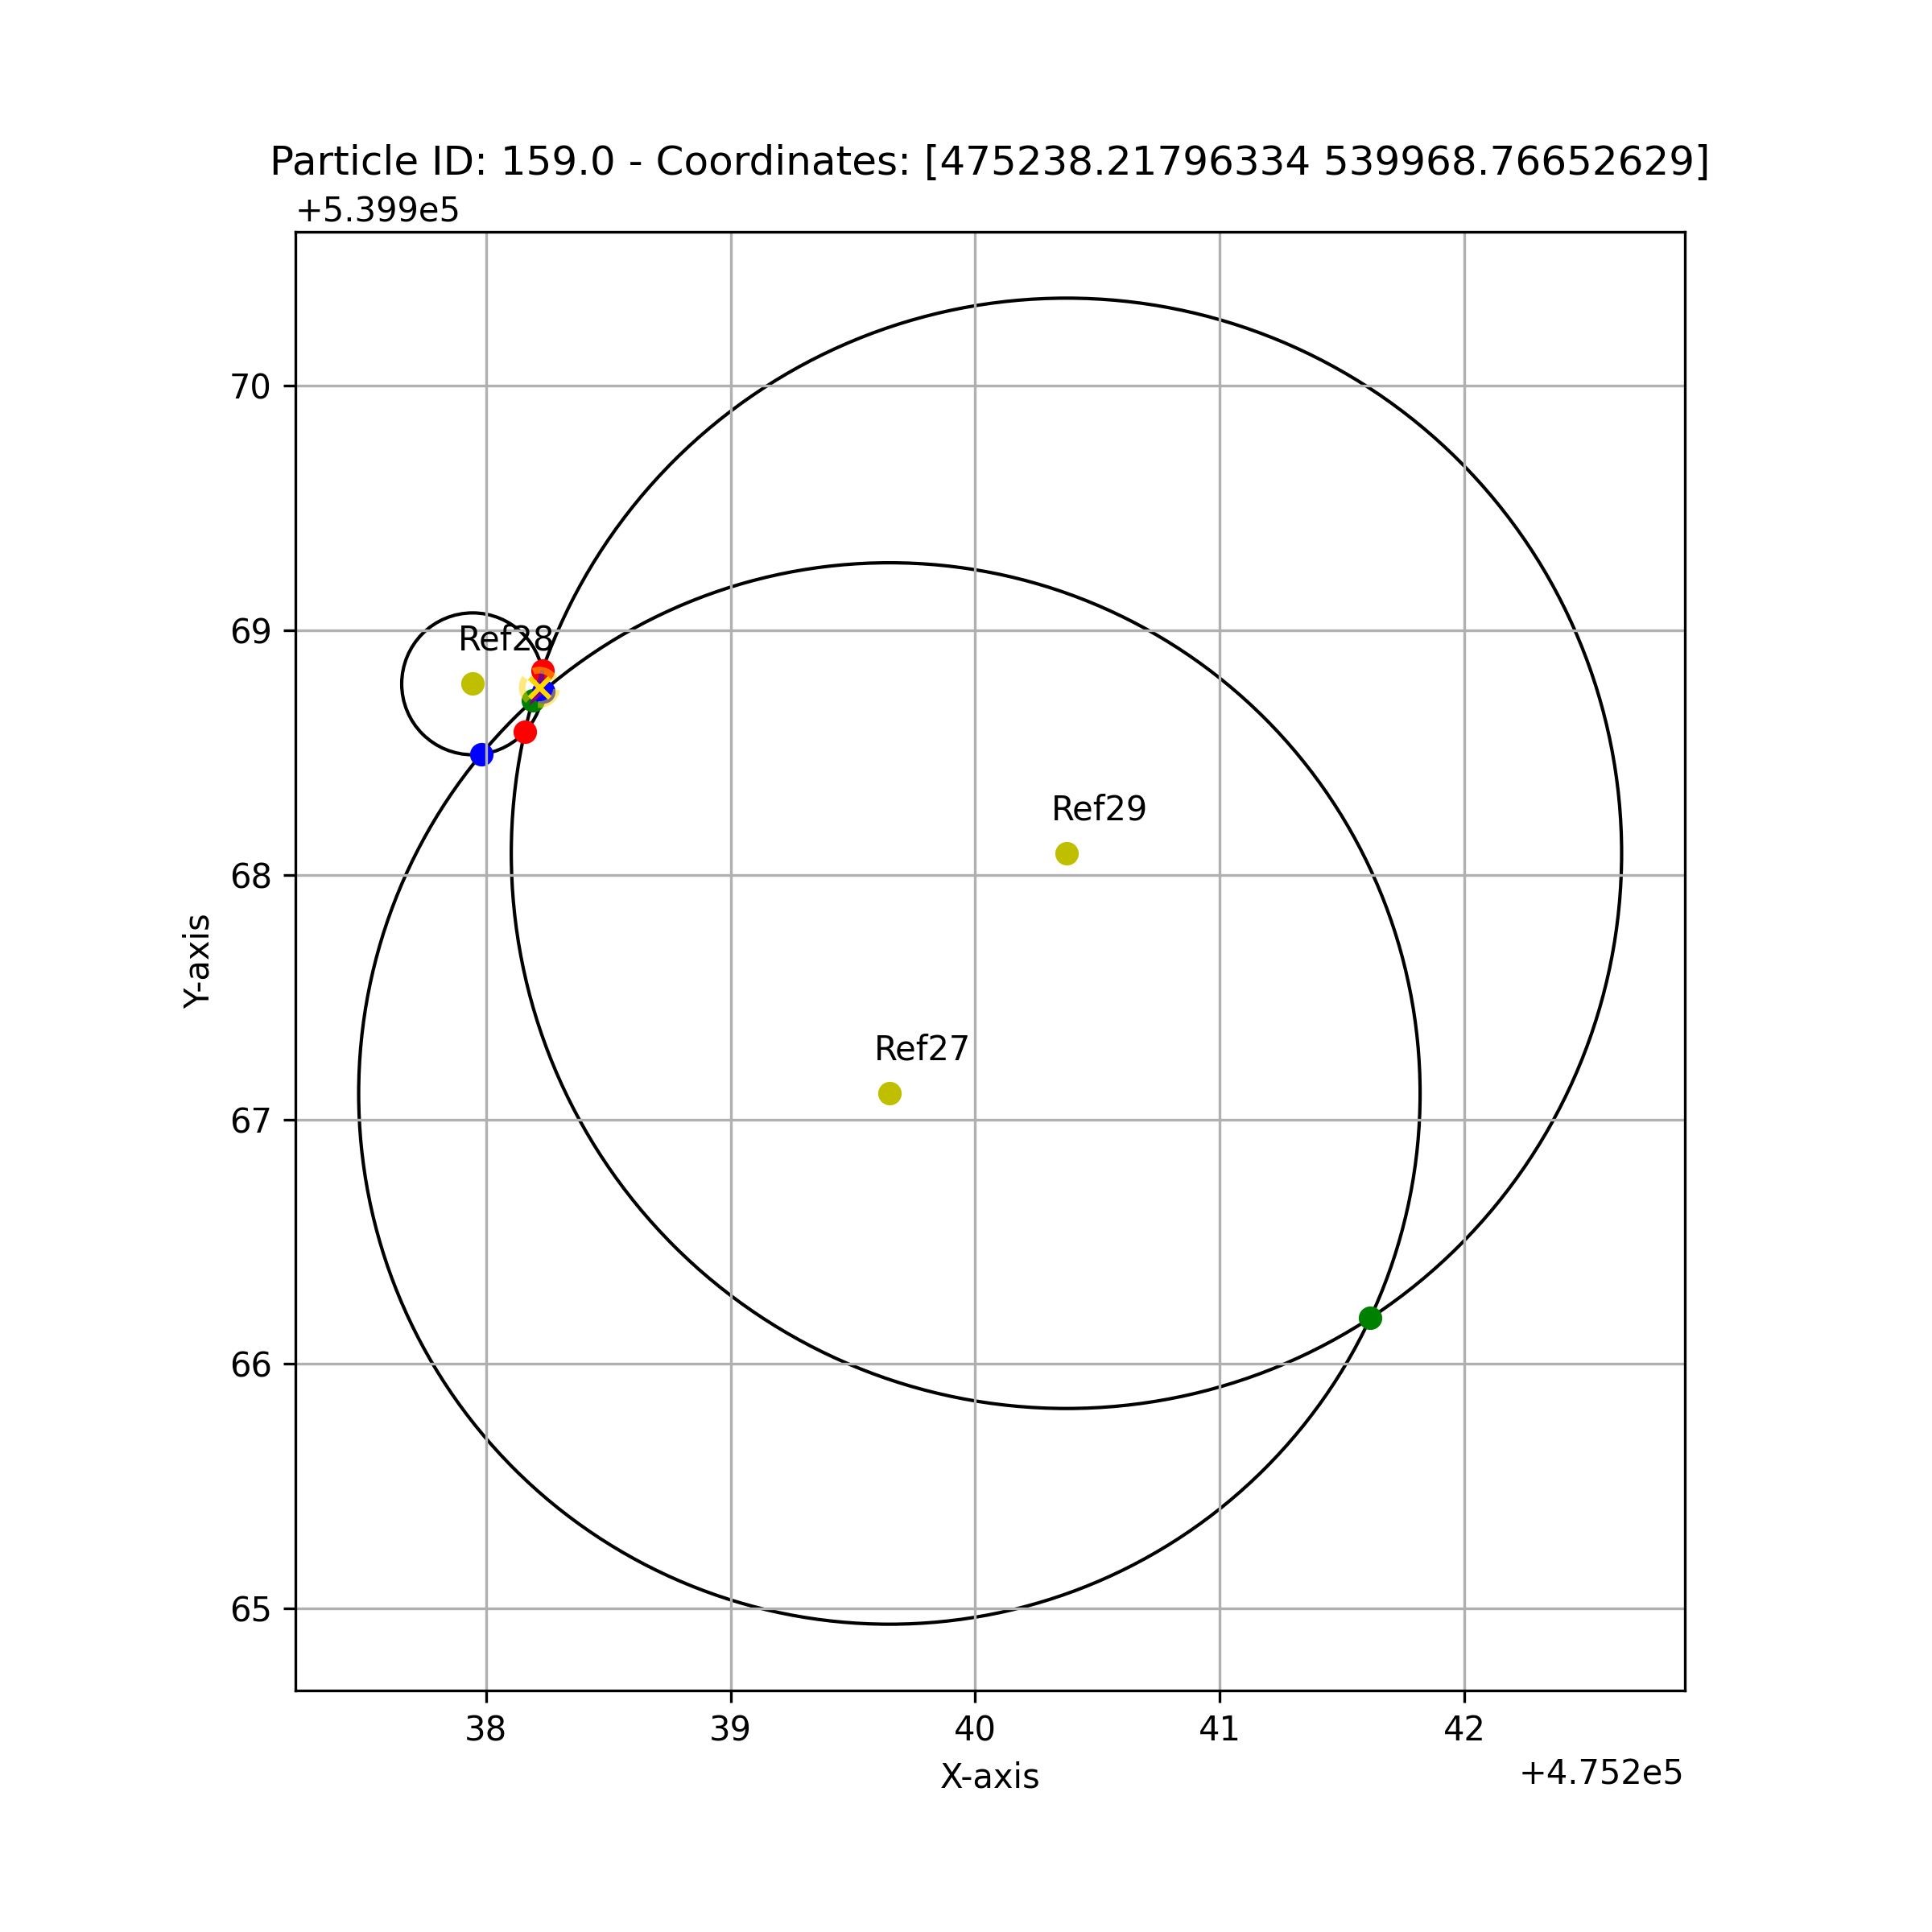 Particle ID: 159.0 - Coordinates: [475238.21796334 539968.76652629]
+5.399e5
70
69
Ref28
Ref29
68
Y-axis
Ref27
67
66
65
38 39 40 41 42
X-axis
+4.752e5